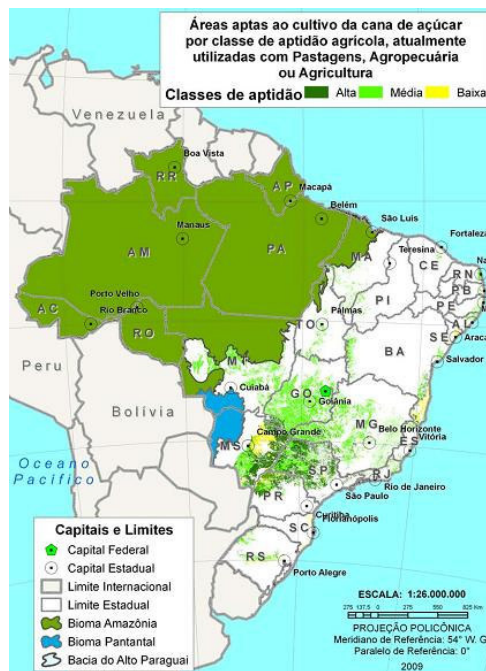 Áreas aptas ao cultivo da cana de açúcar
por classe de aptidão agrícola, atualmente
utilizadas com Pastagens, Agropecuária
ou Agricultura
Classes de aptidão Alta Média Baixa
Venezuela
Boa Vista
RR
AP
Macapá
Belém
São Luis
Fortaleza
Manaus
AM
PA
MA
Teresina
CE
RN
PB
PE
AL
SE
PI
Porto Velho
Rio Branco
AC
RO
TO
Palmas
BA
Araca
Salvador
Peru
Bolívia
Cuiabá
GO
Goiânia
MG
Belo Horizonte
ES
Vitória
Campo Grande
MS
SP
RJ
Rio de Janeiro
São Paulo
Oceano
Pacífico
PR
Curitiba
SC
Florianópolis
RS
Porto Alegre
Capitais e Limites
Capital Federal
Capital Estadual
Limite Internacional
Limite Estadual
Bioma Amazônia
Bioma Pantantal
Bacia do Alto Paraguai
ESCALA: 1:26.000.000
275 137,5 0 275 550 825 Km
PROJEÇÃO POLICÔNICA
Meridiano de Referência: 54° W. G
Paralelo de Referência: 0°
2009